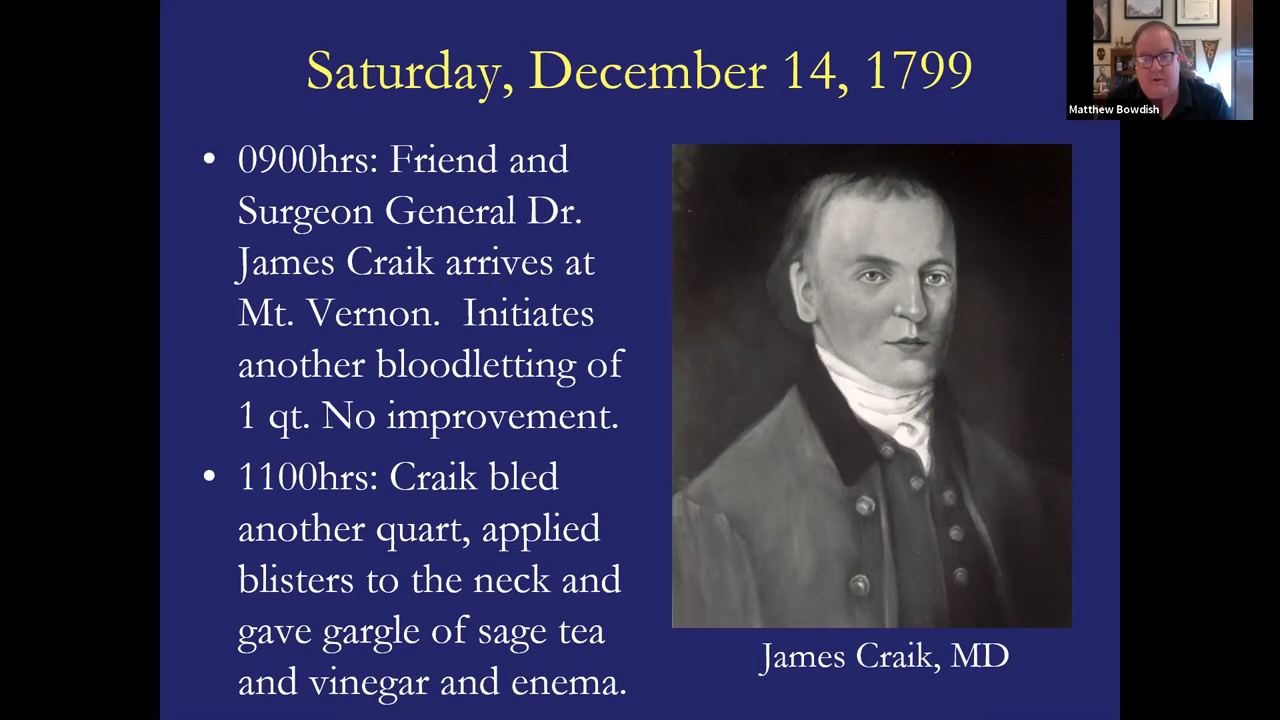 Saturday, December 14, 1799
Matthew Bowdish
• 0900hrs: Friend and
Surgeon General Dr.
James Craik arrives at
Mt. Vernon.  Initiates
another bloodletting of
1 qt. No improvement.
• 1100hrs: Craik bled
another quart, applied
blisters to the neck and
gave gargle of sage tea
and vinegar and enema.
James Craik, MD